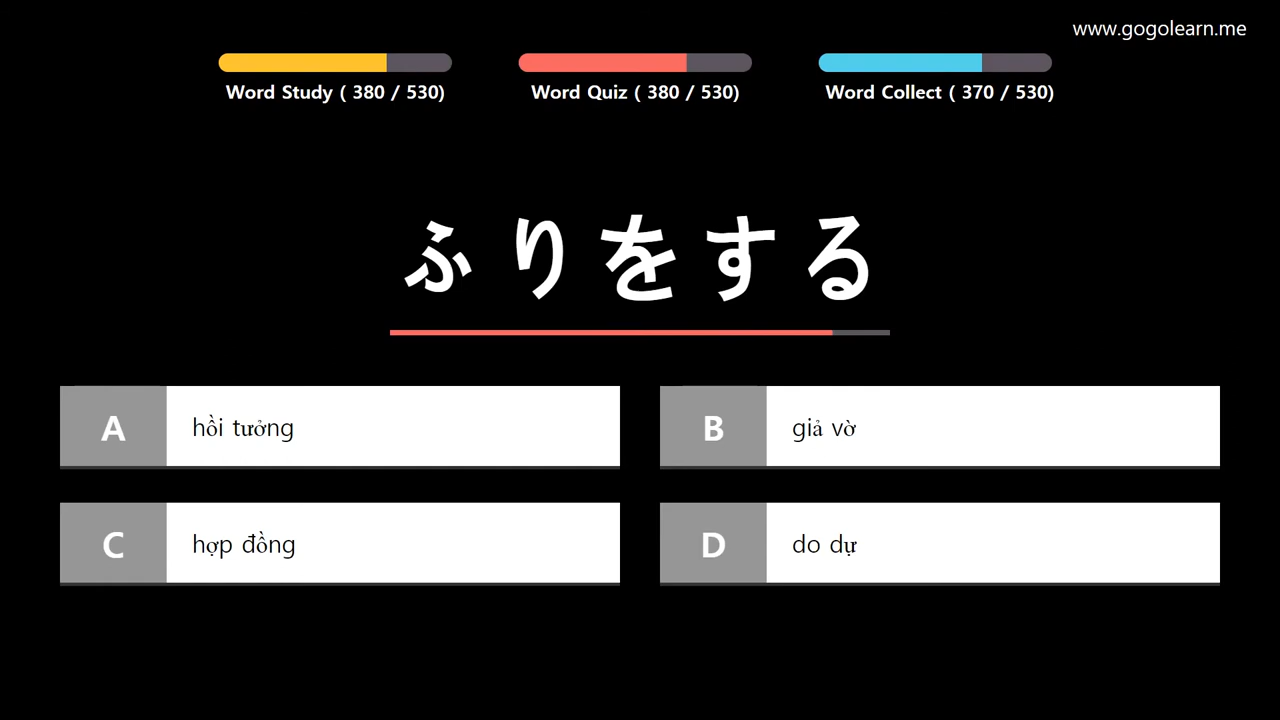 www.gogolearn.me
Word Study ( 380 / 530)
Word Quiz ( 380 / 530)
Word Collect ( 370 / 530)
ふりをする
A hồi tưởng
B giả vờ
C hợp đồng
D do dự